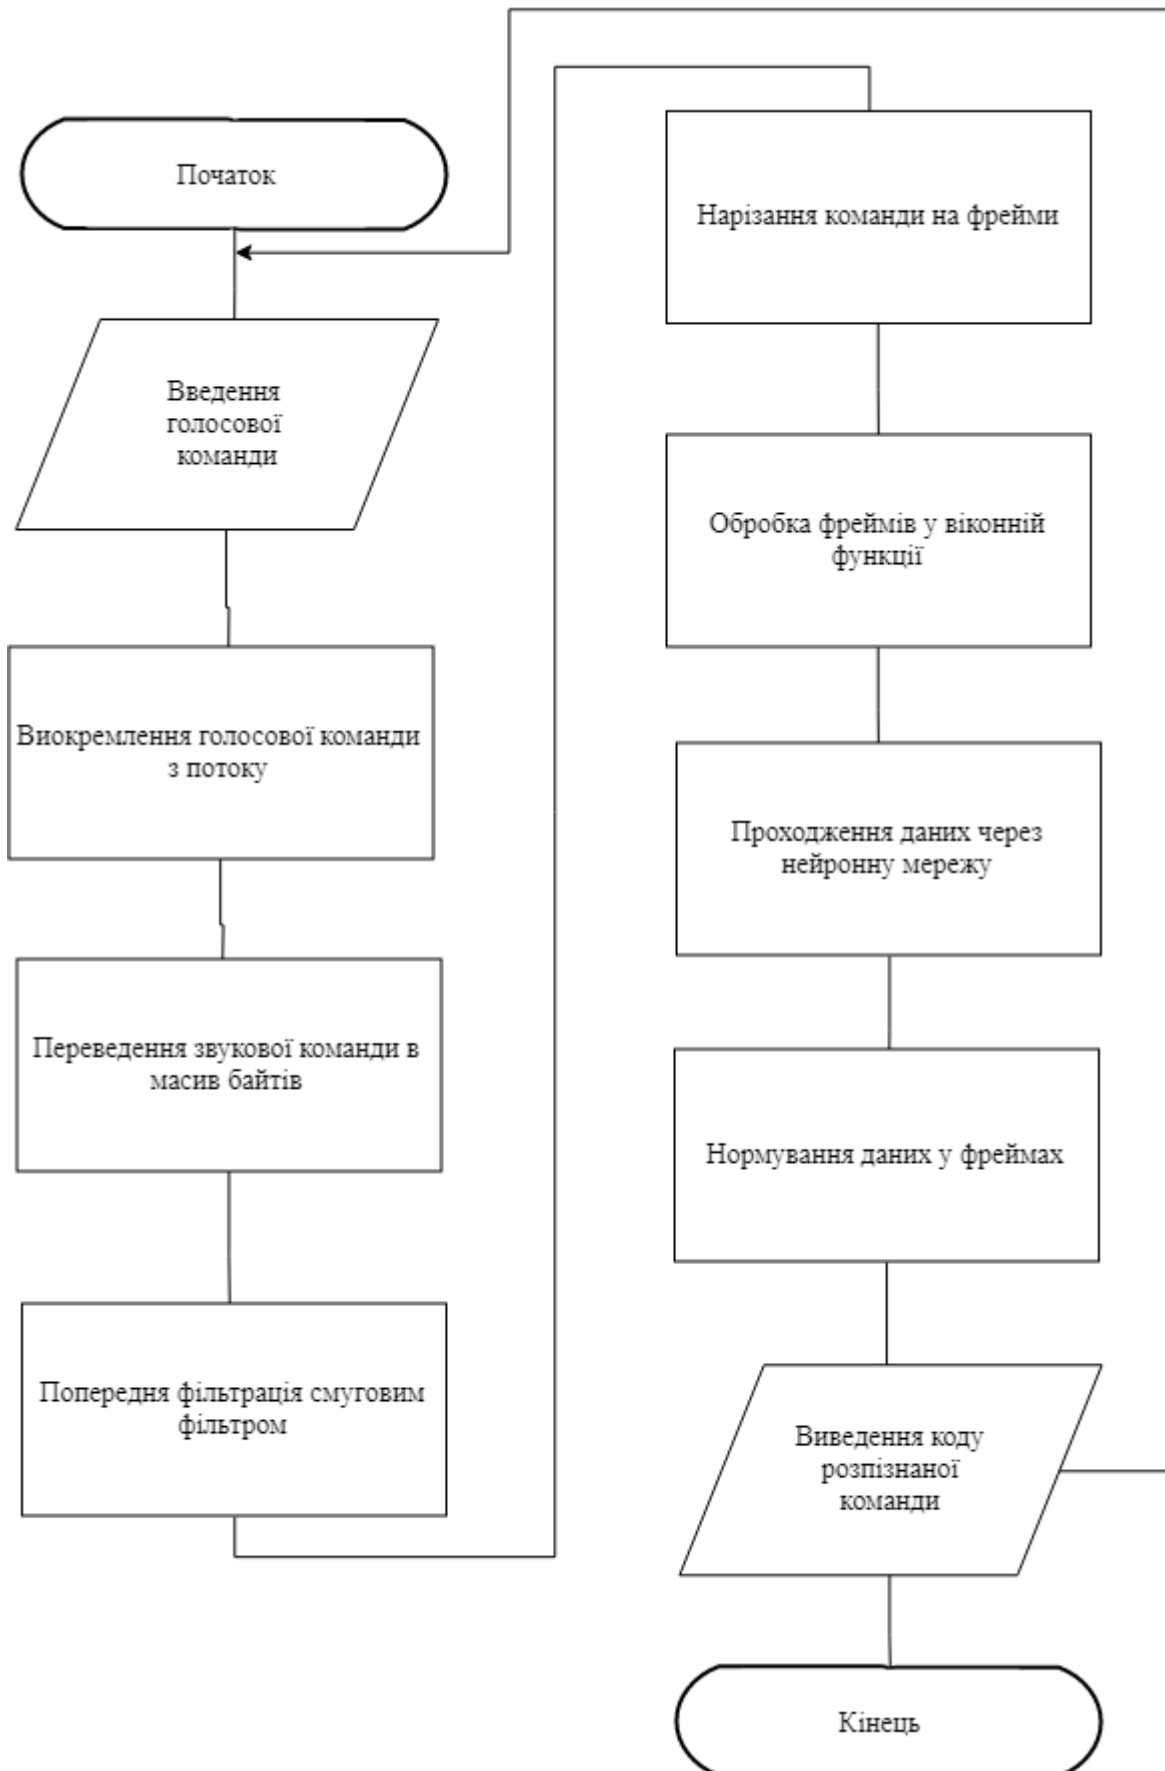 Початок
Введення
голосової
команди
Виокремлення голосової команди
з потоку
Переведення звукової команди в
масив байтів
Попередня фільтрація смуговим
фільтром
Нарізання команди на фрейми
Обробка фреймів у віконній
функції
Проходження даних через
нейронну мережу
Нормування даних у фреймах
Виведення коду
розпізнаної
команди
Кінець